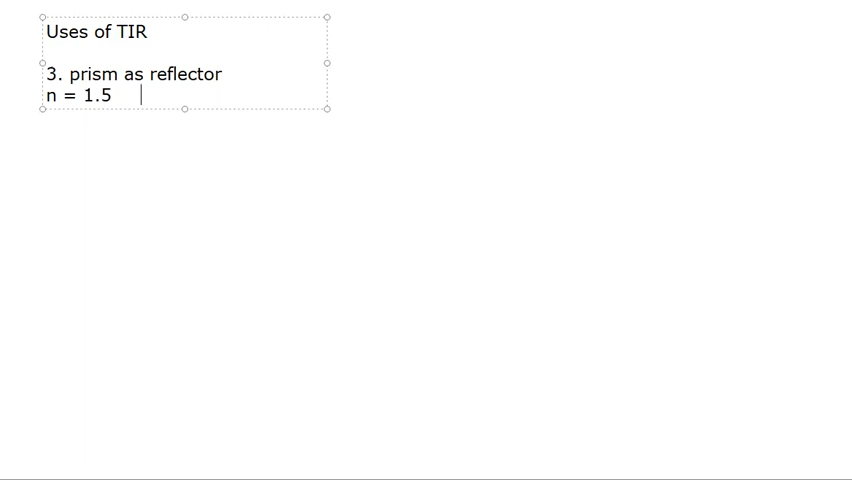 Uses of TIR
3. prism as reflector
n = 1.5